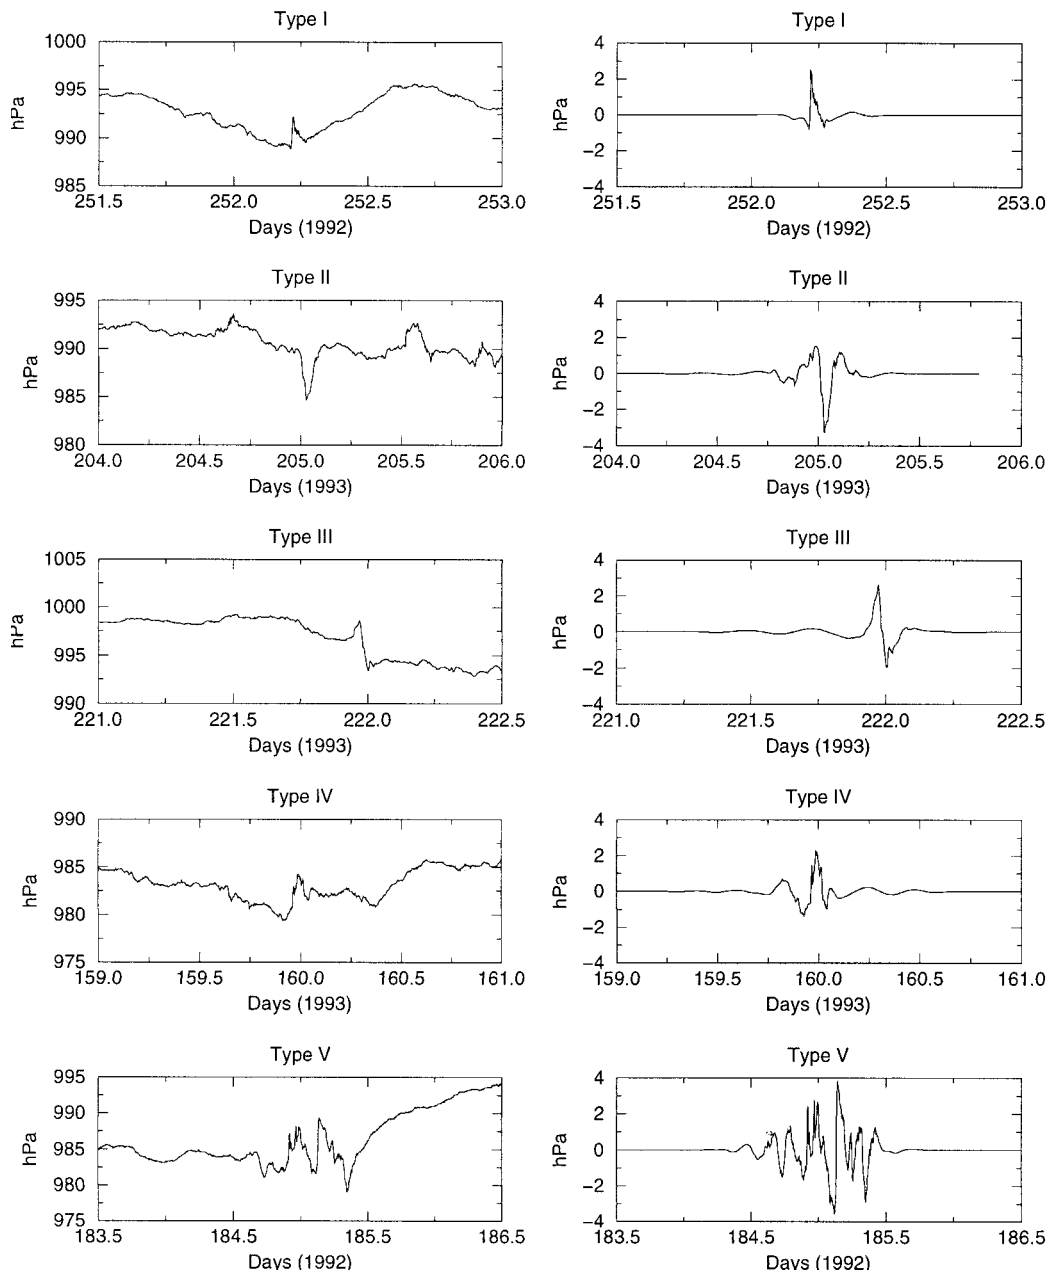 Type I
1000
995
990
985
hPa
251.5 252.0 252.5 253.0
Days (1992)
Type I
4
2
0
−2
−4
hPa
251.5 252.0 252.5 253.0
Days (1992)
Type II
995
990
985
980
hPa
204.0 204.5 205.0 205.5 206.0
Days (1993)
Type II
4
2
0
−2
−4
hPa
204.0 204.5 205.0 205.5 206.0
Days (1993)
Type III
1005
1000
995
990
hPa
221.0 221.5 222.0 222.5
Days (1993)
Type III
4
2
0
−2
−4
hPa
221.0 221.5 222.0 222.5
Days (1993)
Type IV
990
985
980
975
hPa
159.0 159.5 160.0 160.5 161.0
Days (1993)
Type IV
4
2
0
−2
−4
hPa
159.0 159.5 160.0 160.5 161.0
Days (1993)
Type V
995
990
985
980
975
hPa
183.5 184.5 185.5 186.5
Days (1992)
Type V
4
2
0
−2
−4
hPa
183.5 184.5 185.5 186.5
Days (1992)